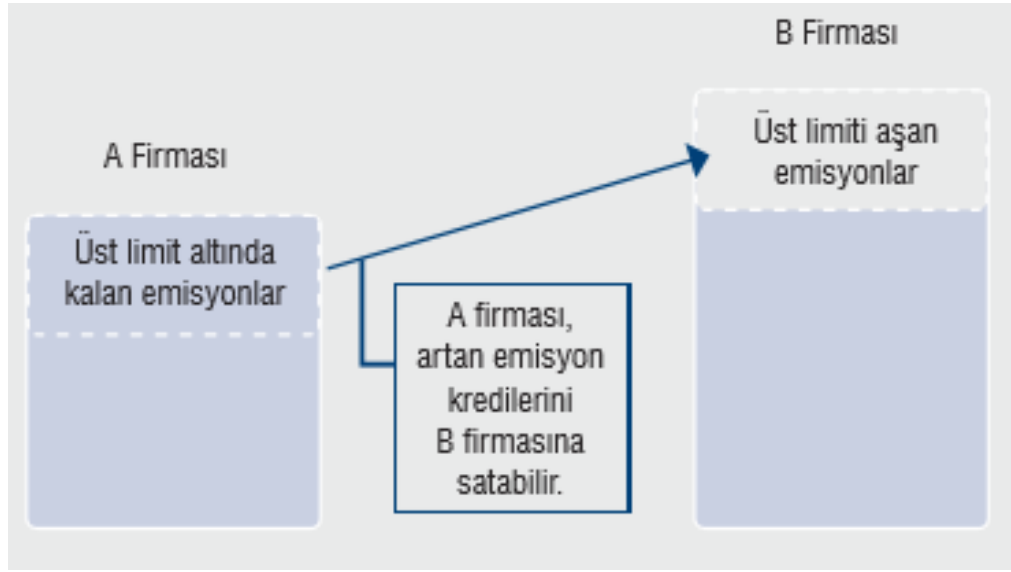 B Firması
Üst limiti aşan
emisyonlar
A Firması
Üst limit altında
kalan emisyonlar
A firması,
artan emisyon
kredilerini
B firmasına
satabilir.